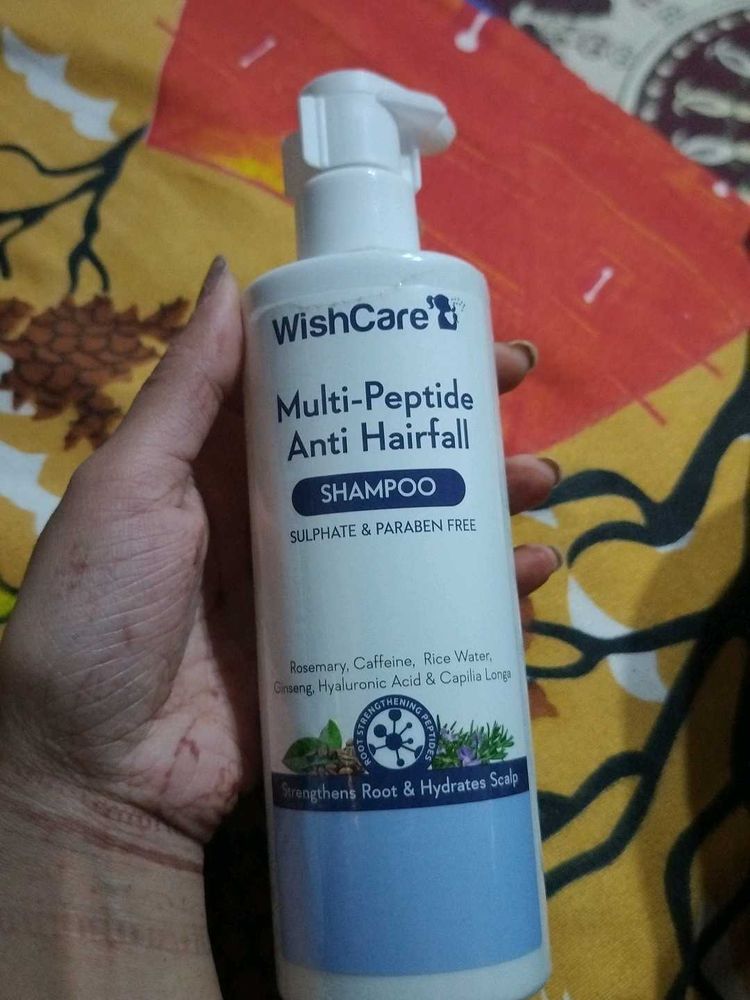 WishCare
Multi-Peptide
Anti Hairfall
SHAMPOO
SULPHATE & PARABEN FREE
Rosemary, Caffeine, Rice Water,
Ginseng, Hyaluronic Acid & Capilia Longa
ROOT STRENGTHENING PEPTIDES
Strengthens Root & Hydrates Scalp